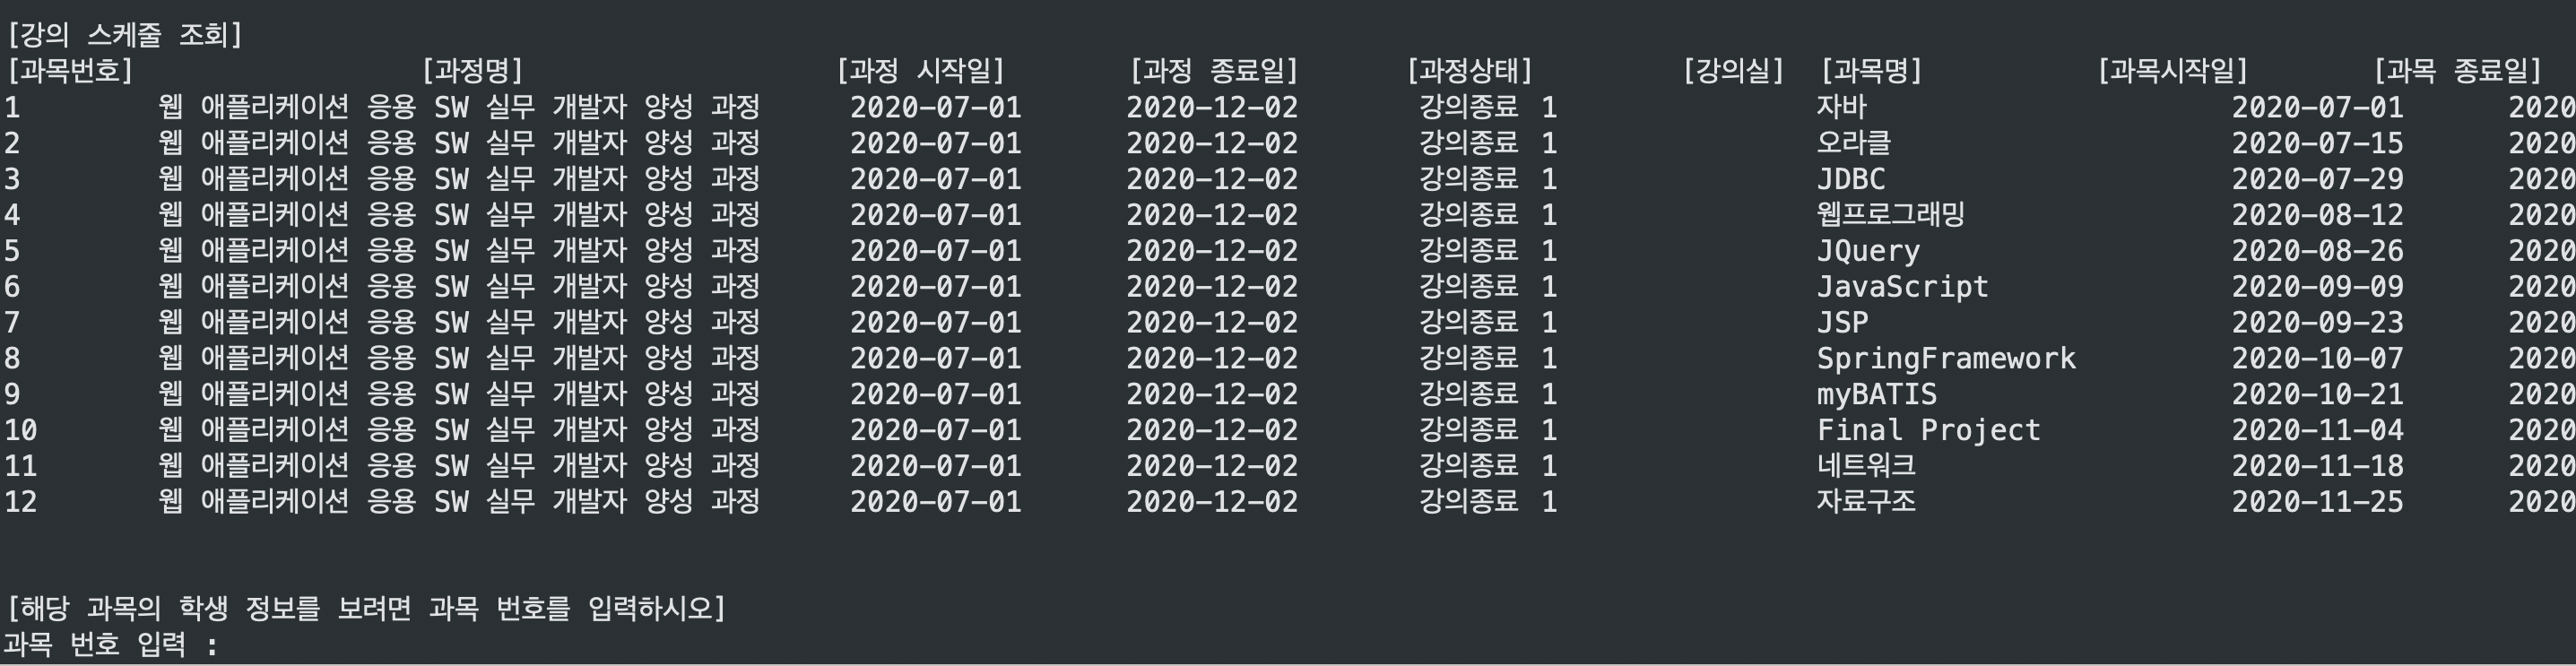 [강의 스케줄 조회]
[과목번호] [과정명] [과정 시작일] [과정 종료일] [과정상태] [강의실] [과목명] [과목시작일] [과목 종료일]
1 웹 애플리케이션 응용 SW 실무 개발자 양성 과정 2020-07-01 2020-12-02 강의종료 1 자바 2020-07-01 2020
2 웹 애플리케이션 응용 SW 실무 개발자 양성 과정 2020-07-01 2020-12-02 강의종료 1 오라클 2020-07-15 2020
3 웹 애플리케이션 응용 SW 실무 개발자 양성 과정 2020-07-01 2020-12-02 강의종료 1 JDBC 2020-07-29 2020
4 웹 애플리케이션 응용 SW 실무 개발자 양성 과정 2020-07-01 2020-12-02 강의종료 1 웹프로그래밍 2020-08-12 2020
5 웹 애플리케이션 응용 SW 실무 개발자 양성 과정 2020-07-01 2020-12-02 강의종료 1 JQuery 2020-08-26 2020
6 웹 애플리케이션 응용 SW 실무 개발자 양성 과정 2020-07-01 2020-12-02 강의종료 1 JavaScript 2020-09-09 2020
7 웹 애플리케이션 응용 SW 실무 개발자 양성 과정 2020-07-01 2020-12-02 강의종료 1 JSP 2020-09-23 2020
8 웹 애플리케이션 응용 SW 실무 개발자 양성 과정 2020-07-01 2020-12-02 강의종료 1 SpringFramework 2020-10-07 2020
9 웹 애플리케이션 응용 SW 실무 개발자 양성 과정 2020-07-01 2020-12-02 강의종료 1 myBATIS 2020-10-21 2020
10 웹 애플리케이션 응용 SW 실무 개발자 양성 과정 2020-07-01 2020-12-02 강의종료 1 Final Project 2020-11-04 2020
11 웹 애플리케이션 응용 SW 실무 개발자 양성 과정 2020-07-01 2020-12-02 강의종료 1 네트워크 2020-11-18 2020
12 웹 애플리케이션 응용 SW 실무 개발자 양성 과정 2020-07-01 2020-12-02 강의종료 1 자료구조 2020-11-25 2020
[해당 과목의 학생 정보를 보려면 과목 번호를 입력하시오]
과목 번호 입력 :